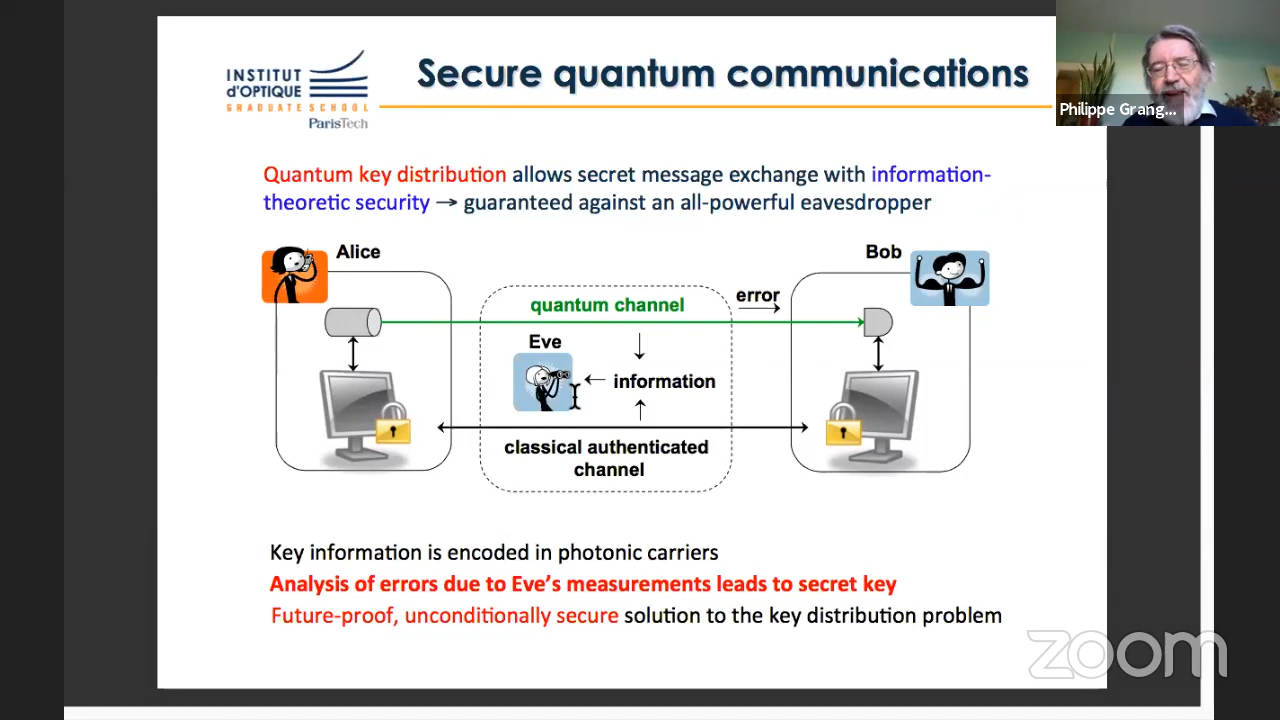 INSTITUT
d'OPTIQUE
GRADUATE SCHOOL
ParisTech
Secure quantum communications
Philippe Grang...
Quantum key distribution allows secret message exchange with information-
theoretic security → guaranteed against an all-powerful eavesdropper
Alice
Bob
quantum channel
error
Eve
information
classical authenticated
channel
Key information is encoded in photonic carriers
Analysis of errors due to Eve's measurements leads to secret key
Future-proof, unconditionally secure solution to the key distribution problem
zoom